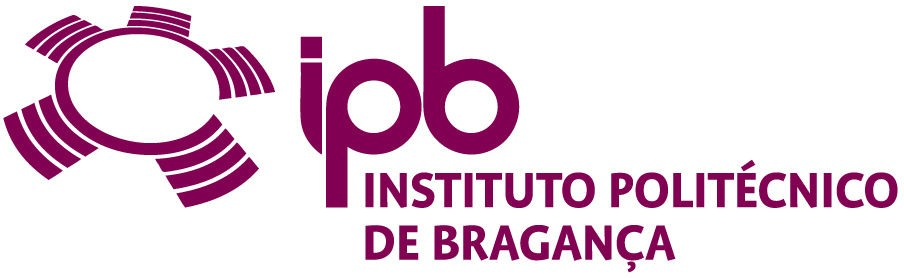 ipb
INSTITUTO POLITÉCNICO
DE BRAGANÇA